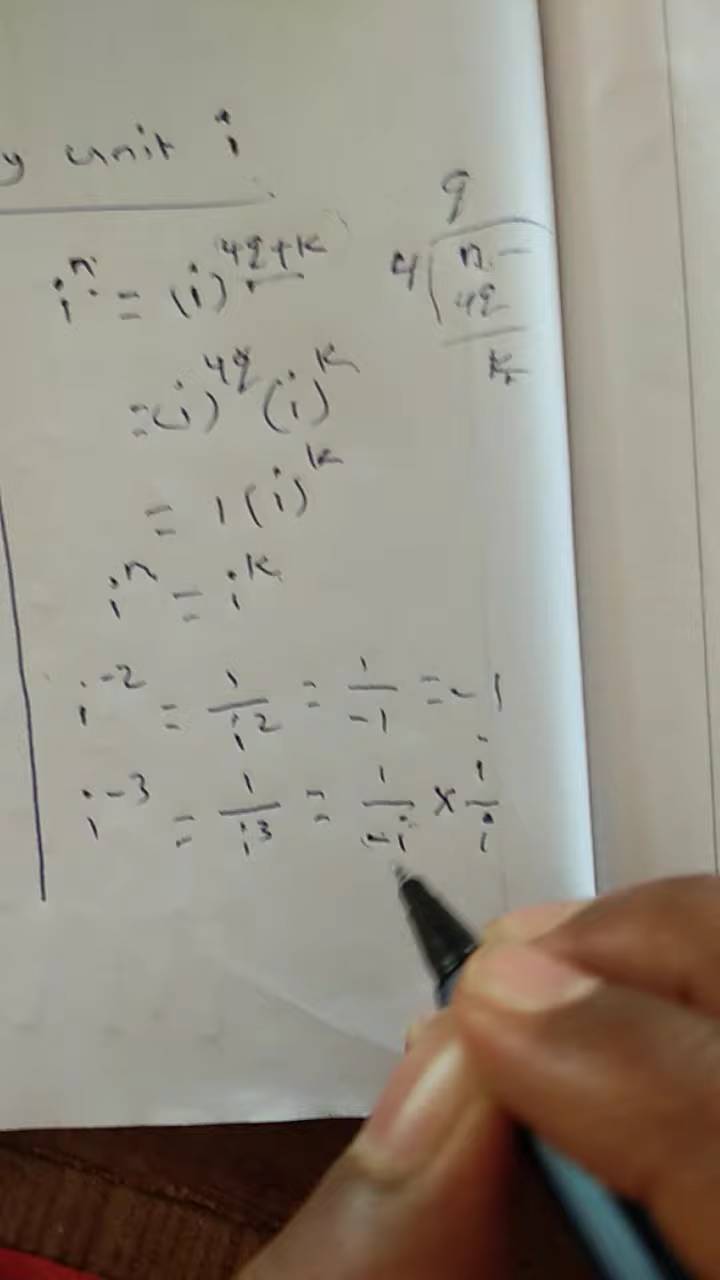 y unit i
iⁿ = (i)^4q+k
q
4 ( n -
4q
k
= (i)^4q (i)^k
= 1 (i)^k
iⁿ = i^k
i^-2 = 1/i² = 1/-1 = -1
i^-3 = 1/i³ = 1/-i × i/i